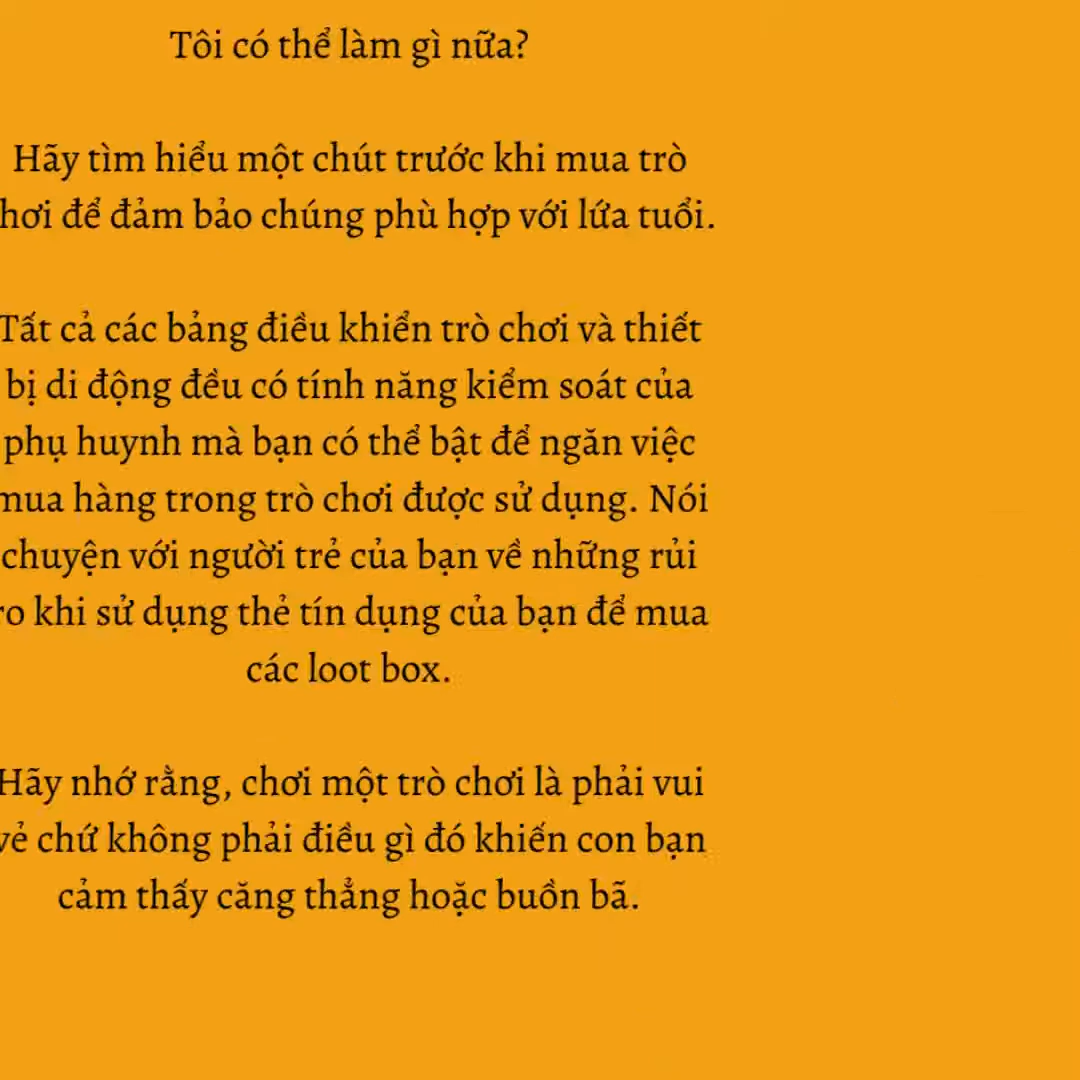 Tôi có thể làm gì nữa?
Hãy tìm hiểu một chút trước khi mua trò
hơi để đảm bảo chúng phù hợp với lứa tuổi.
Tất cả các bảng điều khiển trò chơi và thiết
bị di động đều có tính năng kiểm soát của
phụ huynh mà bạn có thể bật để ngăn việc
mua hàng trong trò chơi được sử dụng. Nói
chuyện với người trẻ của bạn về những rủi
ro khi sử dụng thẻ tín dụng của bạn để mua
các loot box.
Hãy nhớ rằng, chơi một trò chơi là phải vui
vẻ chứ không phải điều gì đó khiến con bạn
cảm thấy căng thẳng hoặc buồn bã.